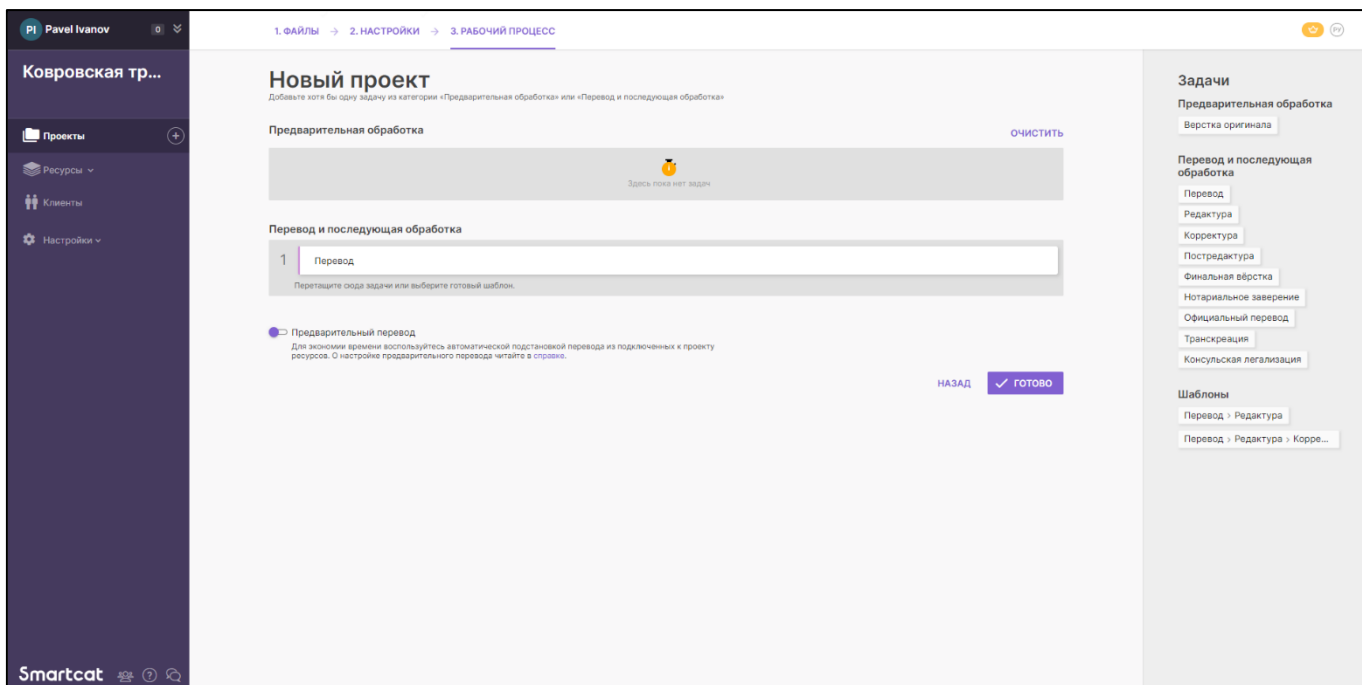 PI Pavel Ivanov 0
Ковровская тр...
Проекты
Ресурсы
Клиенты
Настройки
Smartcat
1. ФАЙЛЫ → 2. НАСТРОЙКИ → 3. РАБОЧИЙ ПРОЦЕСС
РУ
Новый проект
Добавьте хотя бы одну задачу из категории «Предварительная обработка» или «Перевод и последующая обработка»
Предварительная обработка
ОЧИСТИТЬ
Здесь пока нет задач
Перевод и последующая обработка
1 Перевод
Перетащите сюда задачи или выберите готовый шаблон.
Предварительный перевод
Для экономии времени воспользуйтесь автоматической подстановкой перевода из подключенных к проекту
ресурсов. О настройке предварительного перевода читайте в справке.
НАЗАД ГОТОВО
Задачи
Предварительная обработка
Верстка оригинала
Перевод и последующая
обработка
Перевод
Редактура
Корректура
Постредактура
Финальная вёрстка
Нотариальное заверение
Официальный перевод
Транскреация
Консульская легализация
Шаблоны
Перевод > Редактура
Перевод > Редактура > Корре...